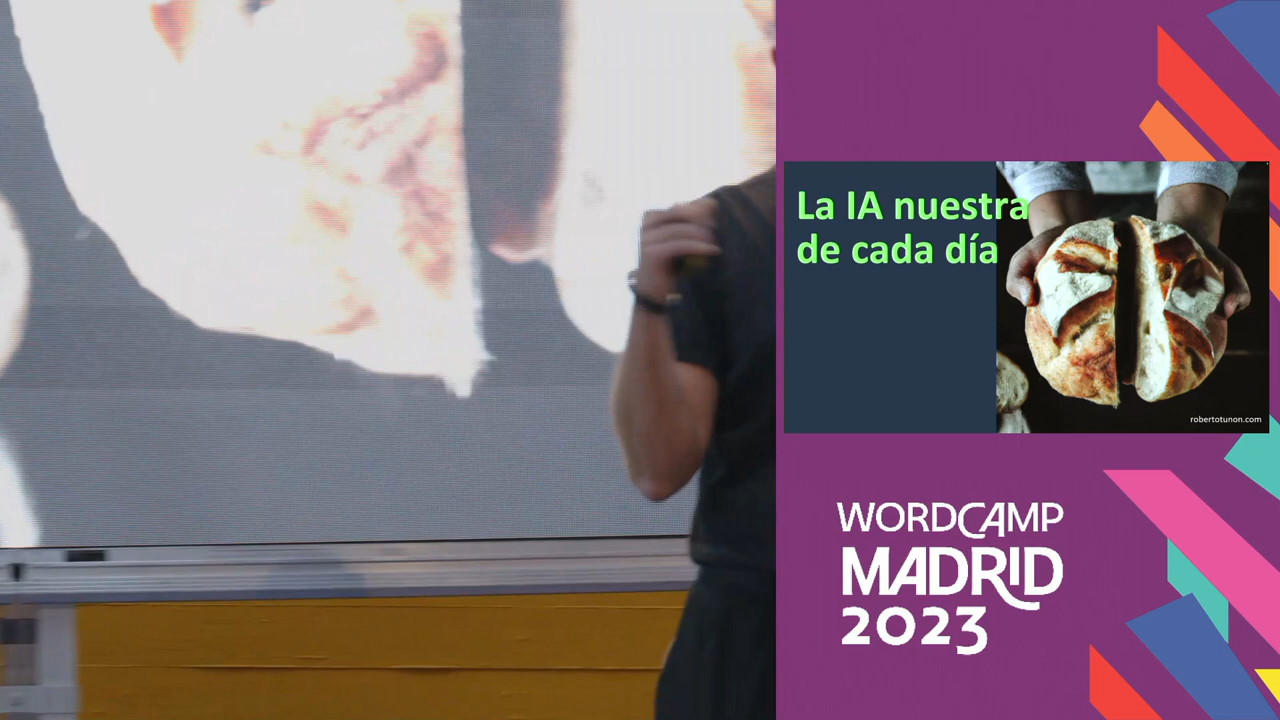 La IA nuestra
de cada día
robertotunon.com
WORDCAMP
MADRID
2023